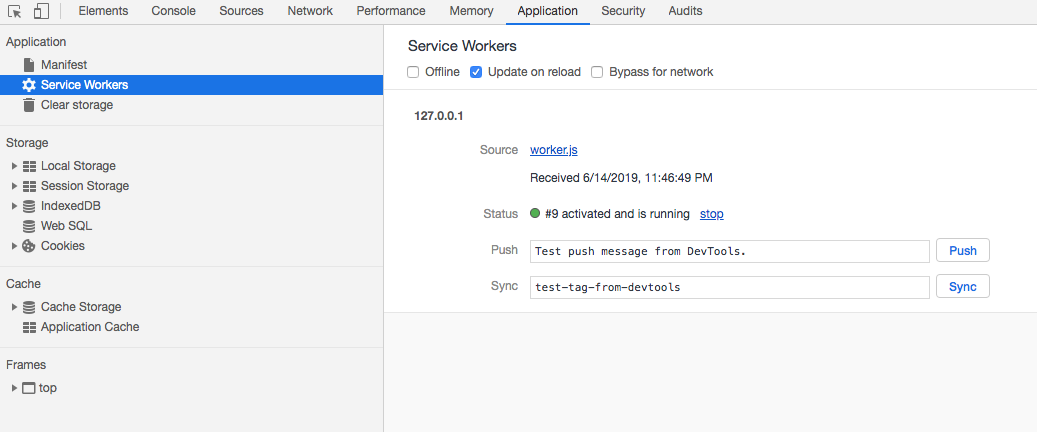 Elements Console Sources Network Performance Memory Application Security Audits
Application
Manifest
Service Workers
Clear storage
Storage
Local Storage
Session Storage
IndexedDB
Web SQL
Cookies
Cache
Cache Storage
Application Cache
Frames
top
Service Workers
Offline Update on reload Bypass for network
127.0.0.1
Source worker.js
Received 6/14/2019, 11:46:49 PM
Status #9 activated and is running stop
Push Test push message from DevTools. Push
Sync test-tag-from-devtools Sync